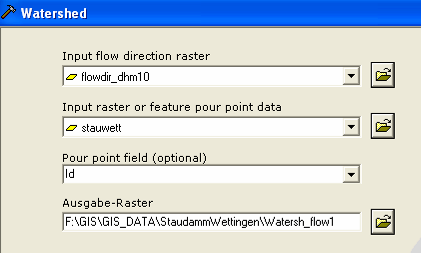 Watershed
Input flow direction raster
flowdir_dhm10
Input raster or feature pour point data
stauwett
Pour point field (optional)
Id
Ausgabe-Raster
F:\GIS\GIS_DATA\StaudammWettingen\Watersh_flow1